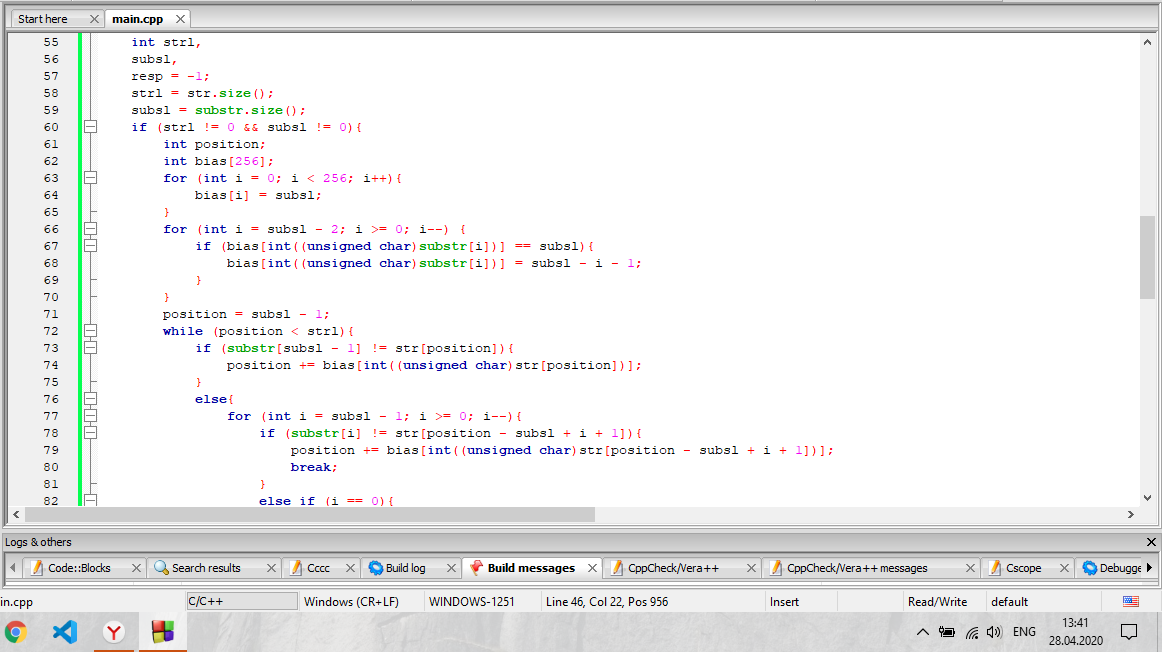 Start here
main.cpp
55 int strl,
56 subsl,
57 resp = -1;
58 strl = str.size();
59 subsl = substr.size();
60 if (strl != 0 && subsl != 0){
61 int position;
62 int bias[256];
63 for (int i = 0; i < 256; i++){
64 bias[i] = subsl;
65 }
66 for (int i = subsl - 2; i >= 0; i--) {
67 if (bias[int((unsigned char)substr[i])] == subsl){
68 bias[int((unsigned char)substr[i])] = subsl - i - 1;
69 }
70 }
71 position = subsl - 1;
72 while (position < strl){
73 if (substr[subsl - 1] != str[position]){
74 position += bias[int((unsigned char)str[position])];
75 }
76 else{
77 for (int i = subsl - 1; i >= 0; i--){
78 if (substr[i] != str[position - subsl + i + 1]){
79 position += bias[int((unsigned char)str[position - subsl + i + 1])];
80 break;
81 }
82 else if (i == 0){
Logs & others
Code::Blocks
Search results
Cccc
Build log
Build messages
CppCheck/Vera++
CppCheck/Vera++ messages
Cscope
Debugge
in.cpp
C/C++
Windows (CR+LF)
WINDOWS-1251
Line 46, Col 22, Pos 956
Insert
Read/Write
default
ENG
13:41
28.04.2020